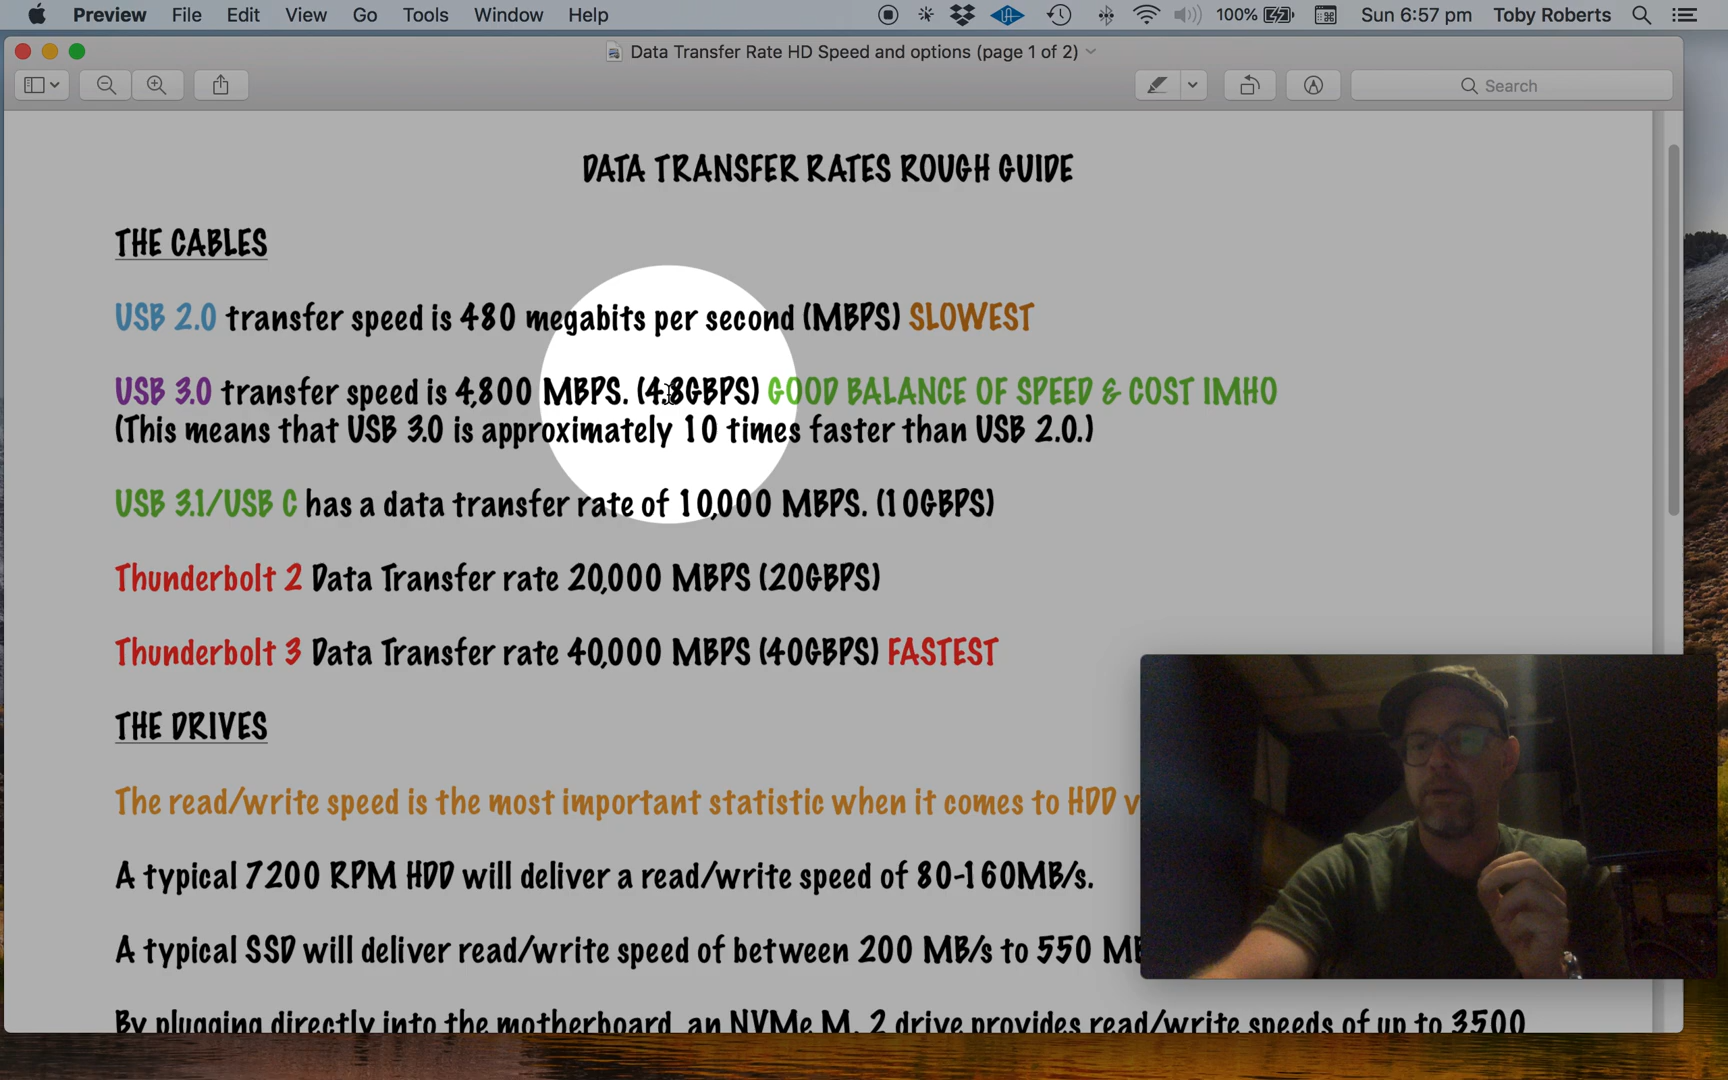 Preview File Edit View Go Tools Window Help 100% Sun 6:57 pm Toby Roberts
Data Transfer Rate HD Speed and options (page 1 of 2)
Search
DATA TRANSFER RATES ROUGH GUIDE
THE CABLES
USB 2.0 transfer speed is 480 megabits per second (MBPS) SLOWEST
USB 3.0 transfer speed is 4,800 MBPS. (4.8GBPS) GOOD BALANCE OF SPEED & COST IMHO
(This means that USB 3.0 is approximately 10 times faster than USB 2.0.)
USB 3.1/USB C has a data transfer rate of 10,000 MBPS. (10GBPS)
Thunderbolt 2 Data Transfer rate 20,000 MBPS (20GBPS)
Thunderbolt 3 Data Transfer rate 40,000 MBPS (40GBPS) FASTEST
THE DRIVES
The read/write speed is the most important statistic when it comes to HDD v
A typical 7200 RPM HDD will deliver a read/write speed of 80-160MB/s.
A typical SSD will deliver read/write speed of between 200 MB/s to 550 
By plugging directly into the motherboard, an NVMe M. 2 drive provides read/write speeds of up to 3500